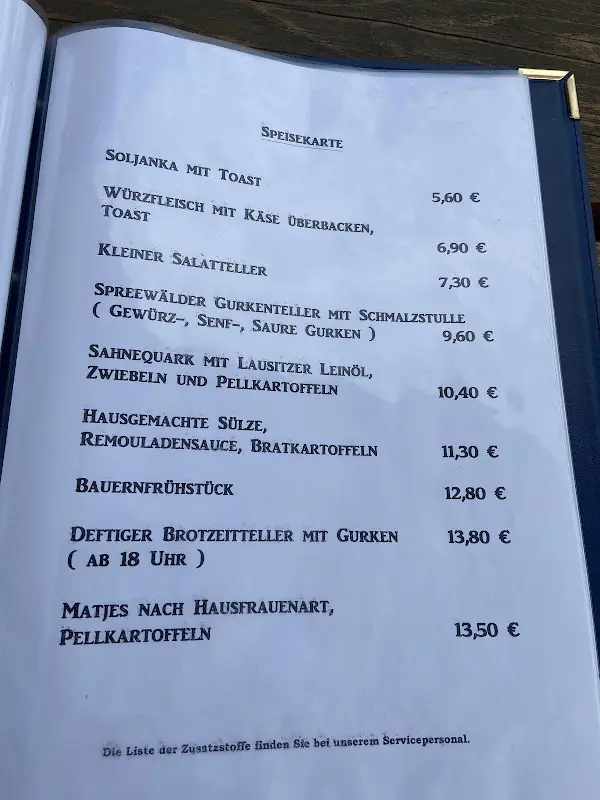 Speisekarte
Soljanka mit Toast 5,60 €
Würzfleisch mit Käse überbacken,
Toast 6,90 €
Kleiner Salatteller 7,30 €
Spreewälder Gurkenteller mit Schmalzstulle
( Gewürz-, Senf-, Saure Gurken ) 9,60 €
Sahnequark mit Lausitzer Leinöl,
Zwiebeln und Pellkartoffeln 10,40 €
Hausgemachte Sülze,
Remouladensauce, Bratkartoffeln 11,30 €
Bauernfrühstück 12,80 €
Deftiger Brotzeitteller mit Gurken 13,80 €
( ab 18 Uhr )
Matjes nach Hausfrauenart,
Pellkartoffeln 13,50 €
Die Liste der Zusatzstoffe finden Sie bei unserem Servicepersonal.